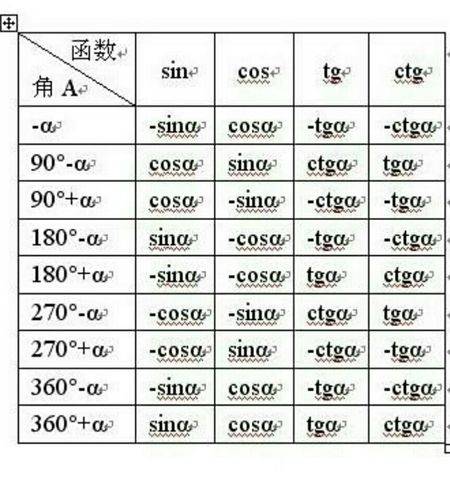 函数
角 A sin cos tg ctg
-α -sinα cosα -tgα -ctgα
90°-α cosα sinα ctgα tgα
90°+α cosα -sinα -ctgα -tgα
180°-α sinα -cosα -tgα -ctgα
180°+α -sinα -cosα tgα ctgα
270°-α -cosα -sinα ctgα tgα
270°+α -cosα sinα -ctgα -tgα
360°-α -sinα cosα -tgα -ctgα
360°+α sinα cosα tgα ctgα